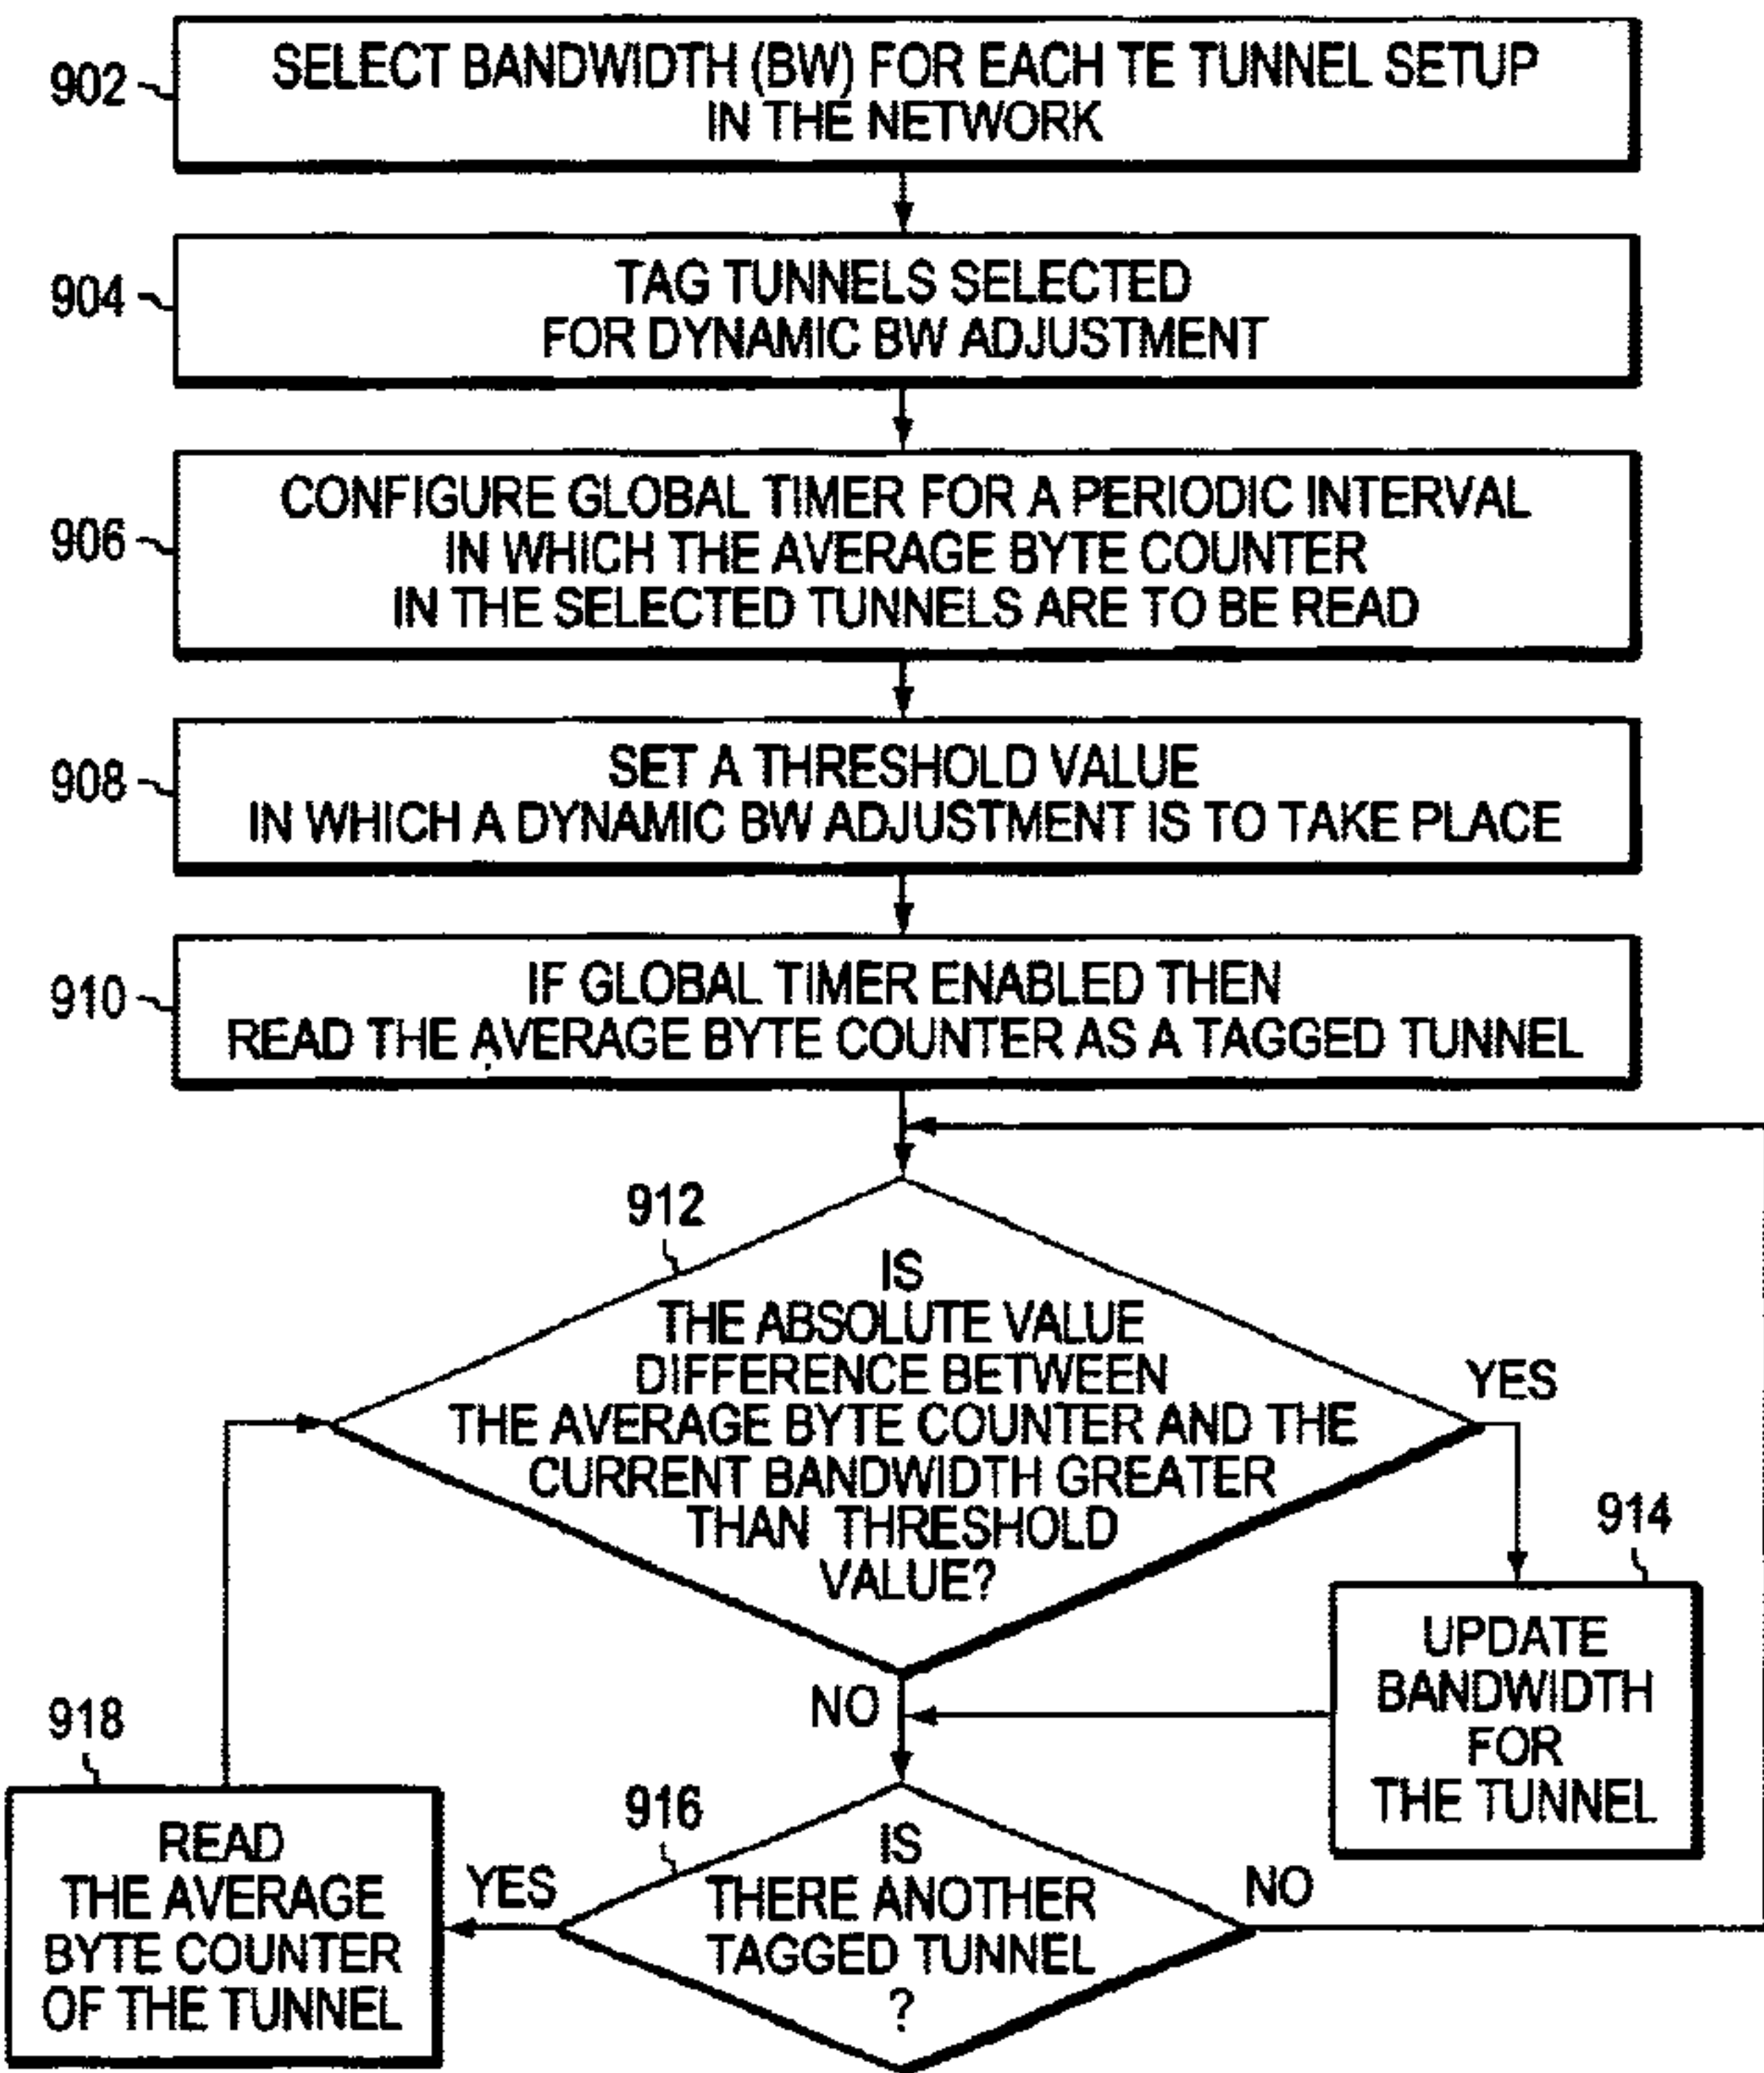 902
SELECT BANDWIDTH (BW) FOR EACH TE TUNNEL SETUP
IN THE NETWORK
904
TAG TUNNELS SELECTED
FOR DYNAMIC BW ADJUSTMENT
906
CONFIGURE GLOBAL TIMER FOR A PERIODIC INTERVAL
IN WHICH THE AVERAGE BYTE COUNTER
IN THE SELECTED TUNNELS ARE TO BE READ
908
SET A THRESHOLD VALUE
IN WHICH A DYNAMIC BW ADJUSTMENT IS TO TAKE PLACE
910
IF GLOBAL TIMER ENABLED THEN
READ THE AVERAGE BYTE COUNTER AS A TAGGED TUNNEL
912
IS
THE ABSOLUTE VALUE
DIFFERENCE BETWEEN
THE AVERAGE BYTE COUNTER AND THE
CURRENT BANDWIDTH GREATER
THAN THRESHOLD
VALUE?
YES
914
UPDATE
BANDWIDTH
FOR
THE TUNNEL
NO
916
IS
THERE ANOTHER
TAGGED TUNNEL
?
NO
YES
918
READ
THE AVERAGE
BYTE COUNTER
OF THE TUNNEL